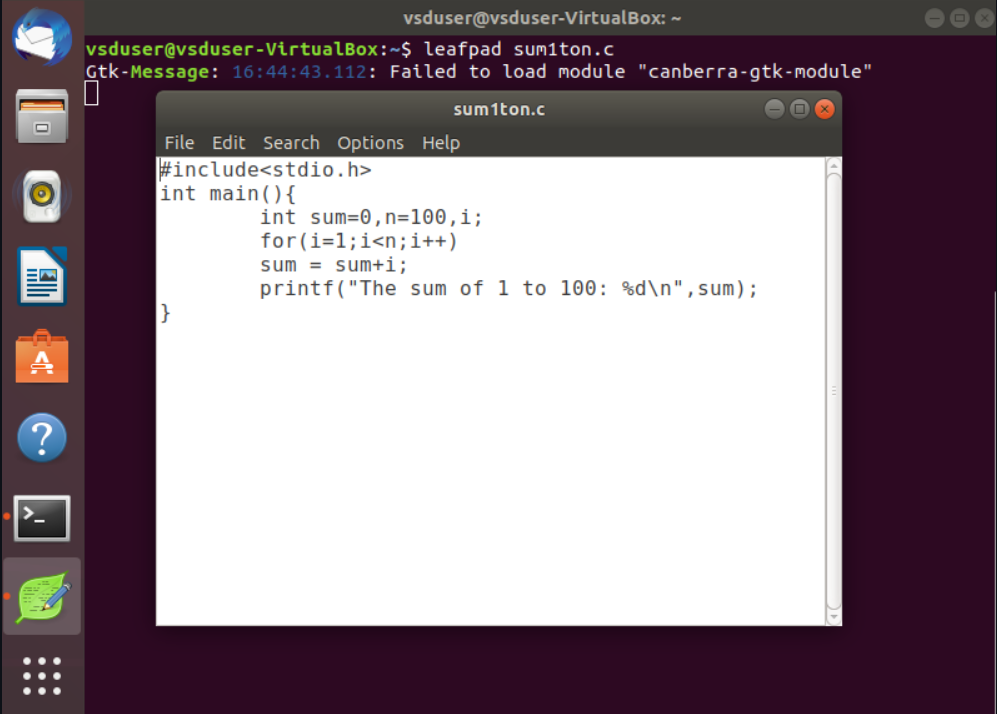 vsduser@vsduser-VirtualBox: ~
vsduser@vsduser-VirtualBox:~$ leafpad sum1ton.c
Gtk-Message: 16:44:43.112: Failed to load module "canberra-gtk-module"
sum1ton.c
File Edit Search Options Help
#include<stdio.h>
int main(){
        int sum=0,n=100,i;
        for(i=1;i<n;i++)
        sum = sum+i;
        printf("The sum of 1 to 100: %d\n",sum);
}